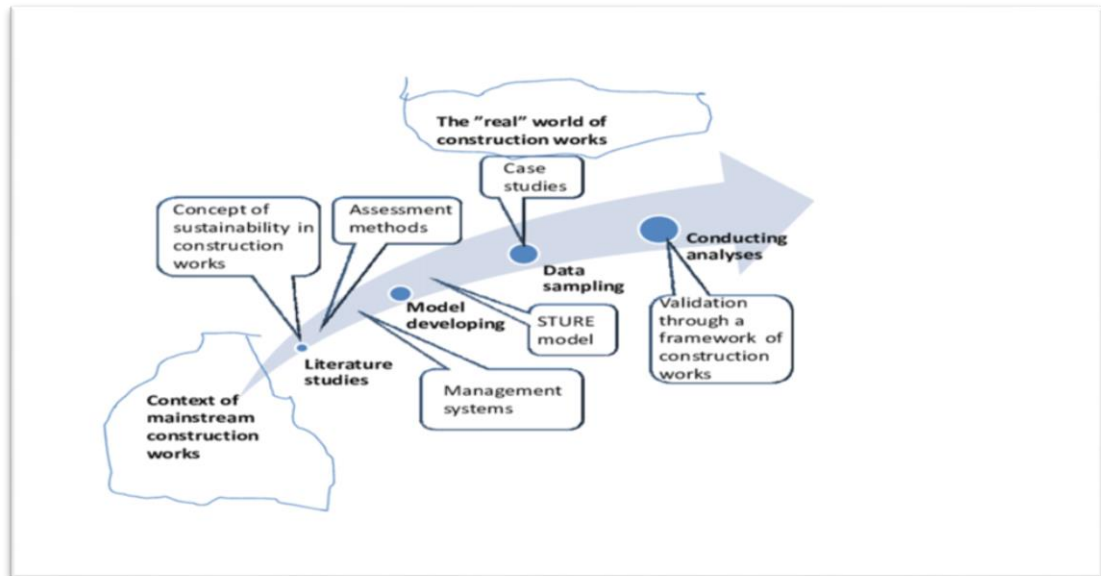 The "real" world of
construction works
Case
studies
Concept of
sustainability in
construction
works
Assessment
methods
Conducting
analyses
Data
sampling
Model
developing
STURE
model
Validation
through a
framework of
construction
works
Literature
studies
Management
systems
Context of
mainstream
construction
works